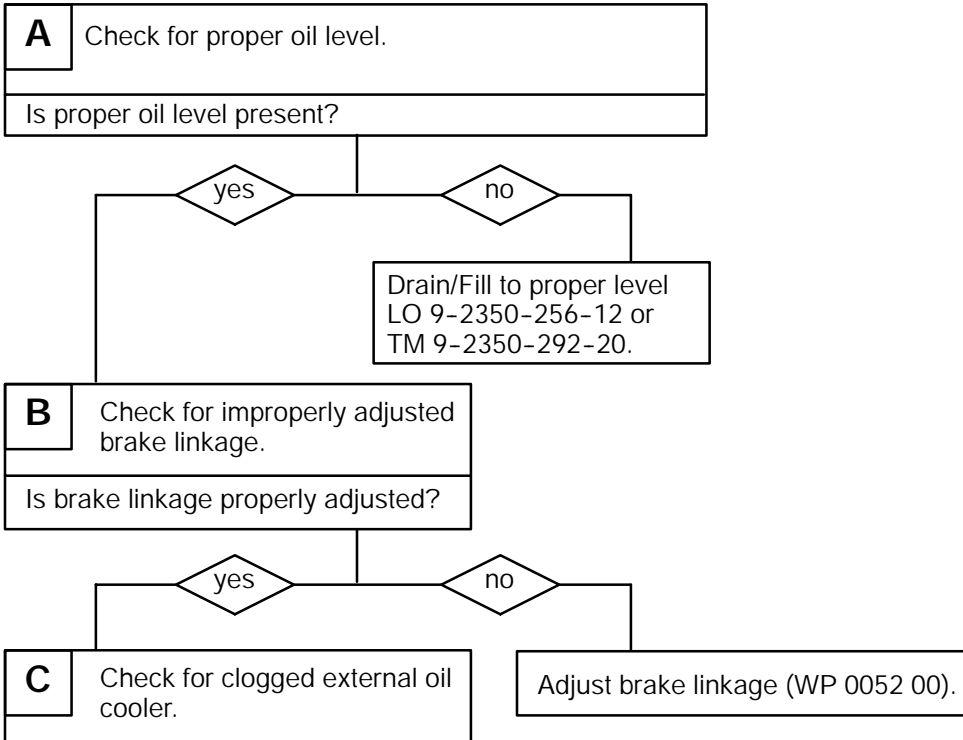 A
Check for proper oil level.
Is proper oil level present?
yes
no
Drain/Fill to proper level
LO 9-2350-256-12 or
TM 9-2350-292-20.
B
Check for improperly adjusted
brake linkage.
Is brake linkage properly adjusted?
yes
no
C
Check for clogged external oil
cooler.
Adjust brake linkage (WP 0052 00).